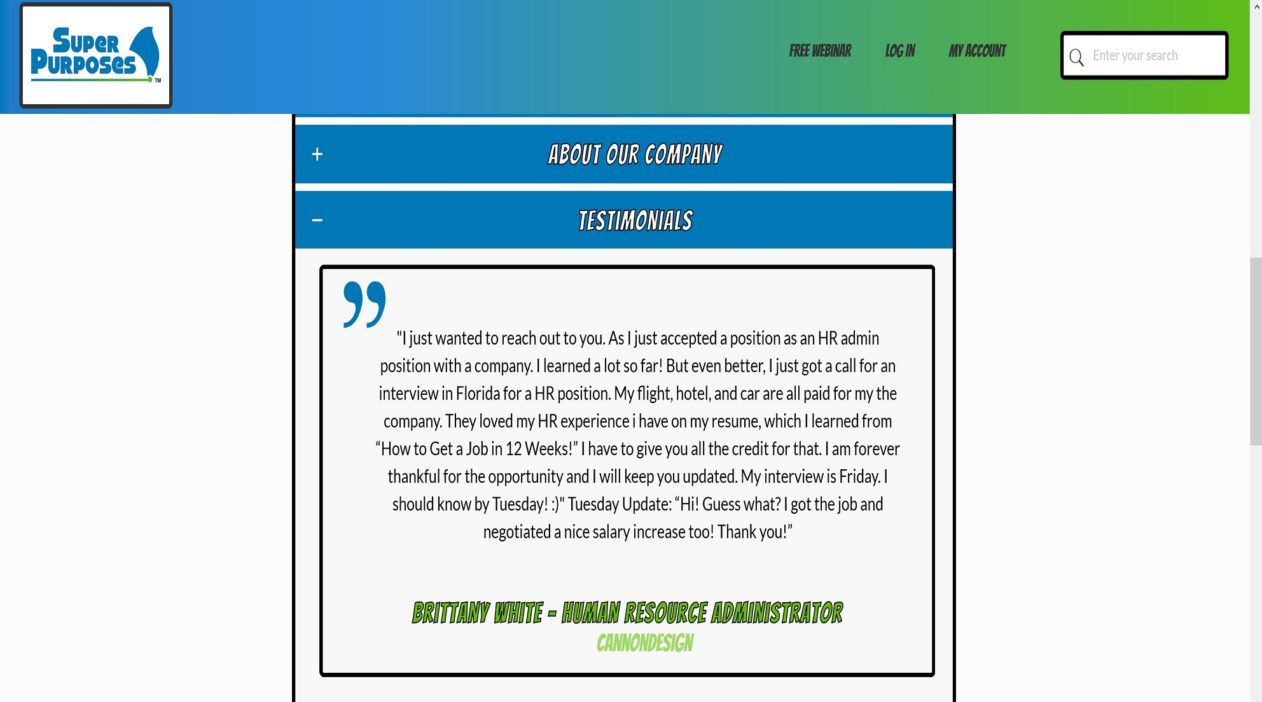 Super
Purposes
TM
FREE WEBINAR
LOG IN
MY ACCOUNT
Enter your search
+ ABOUT OUR COMPANY
− TESTIMONIALS
”
"I just wanted to reach out to you. As I just accepted a position as an HR admin
position with a company. I learned a lot so far! But even better, I just got a call for an
interview in Florida for a HR position. My flight, hotel, and car are all paid for my the
company. They loved my HR experience i have on my resume, which I learned from
“How to Get a Job in 12 Weeks!” I have to give you all the credit for that. I am forever
thankful for the opportunity and I will keep you updated. My interview is Friday. I
should know by Tuesday! :)" Tuesday Update: “Hi! Guess what? I got the job and
negotiated a nice salary increase too! Thank you!”
BRITTANY WHITE - HUMAN RESOURCE ADMINISTRATOR
CANNONDESIGN